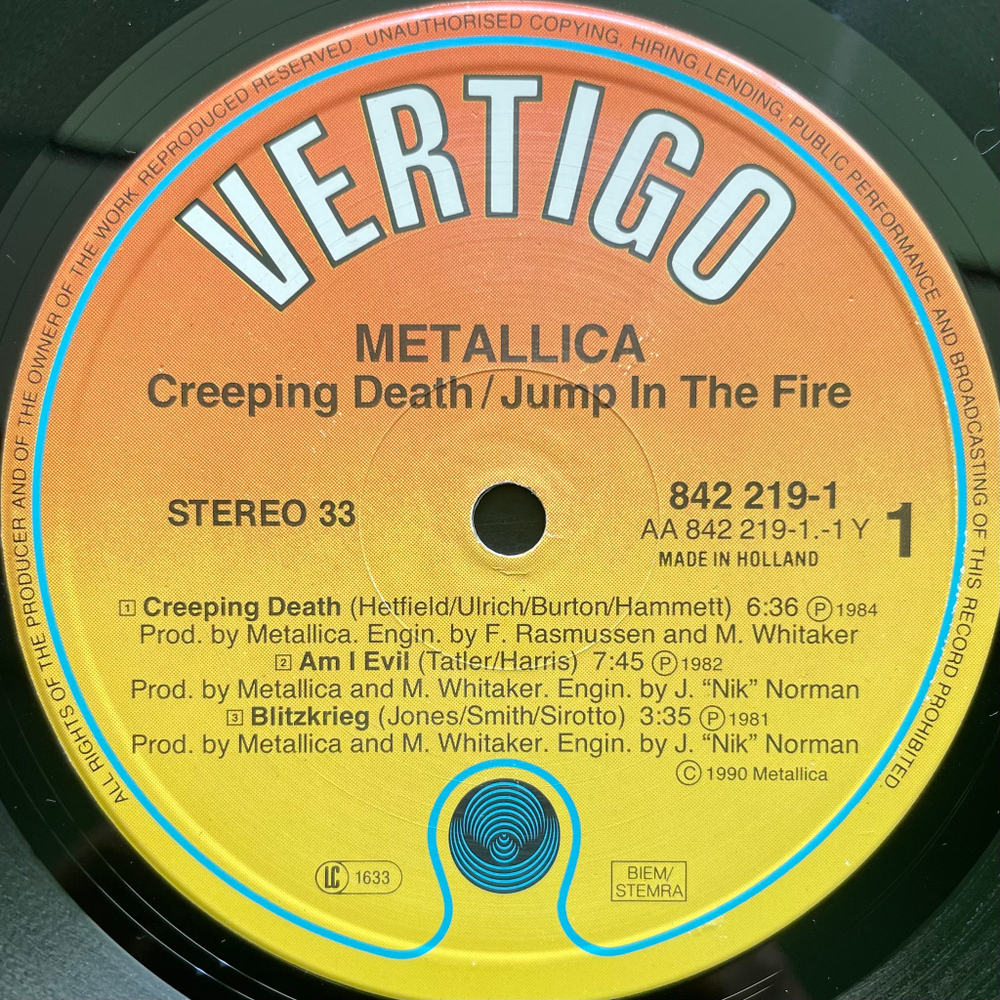 ALL RIGHTS OF THE PRODUCER AND OF THE OWNER OF THE WORK REPRODUCED RESERVED. UNAUTHORISED COPYING, HIRING, LENDING, PUBLIC PERFORMANCE AND BROADCASTING OF THIS RECORD PROHIBITED.
VERTIGO
METALLICA
Creeping Death/Jump In The Fire
STEREO 33
842 219-1
AA 842 219-1.-1 Y
1
MADE IN HOLLAND
1 Creeping Death (Hetfield/Ulrich/Burton/Hammett) 6:36 Ⓟ 1984
Prod. by Metallica. Engin. by F. Rasmussen and M. Whitaker
2 Am I Evil (Tatler/Harris) 7:45 Ⓟ 1982
Prod. by Metallica and M. Whitaker. Engin. by J. “Nik” Norman
3 Blitzkrieg (Jones/Smith/Sirotto) 3:35 Ⓟ 1981
Prod. by Metallica and M. Whitaker. Engin. by J. “Nik” Norman
© 1990 Metallica
LC 1633
BIEM/
STEMRA